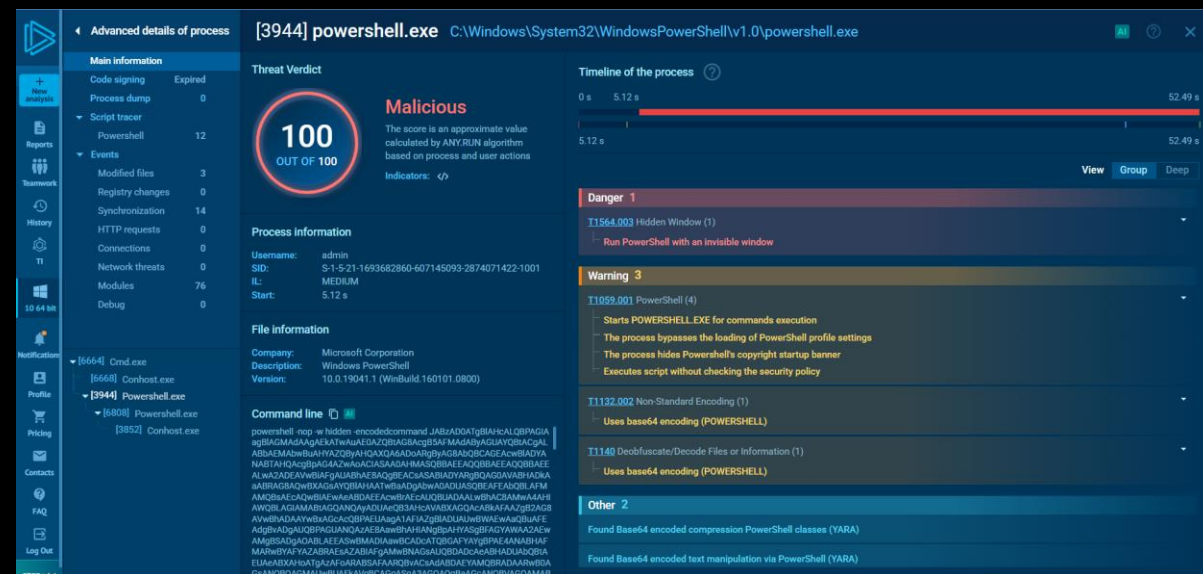 Advanced details of process
[3944] powershell.exe C:\Windows\System32\WindowsPowerShell\v1.0\powershell.exe
AI
New analysis
Reports
Teamwork
History
TI
10 64 bit
Notifications
Profile
Pricing
Contacts
FAQ
Log Out
Main information
Code signing Expired
Process dump 0
Script tracer
Powershell 12
Events
Modified files 3
Registry changes 0
Synchronization 14
HTTP requests 0
Connections 0
Network threats 0
Modules 76
Debug 0
[6664] Cmd.exe
[6668] Conhost.exe
[3944] Powershell.exe
[6808] Powershell.exe
[3852] Conhost.exe
Threat Verdict
100
OUT OF 100
Malicious
The score is an approximate value
calculated by ANY.RUN algorithm
based on process and user actions
Indicators: </>
Process information
Username: admin
SID: S-1-5-21-1693682860-607145093-2874071422-1001
IL: MEDIUM
Start: 5.12 s
File information
Company: Microsoft Corporation
Description: Windows PowerShell
Version: 10.0.19041.1 (WinBuild.160101.0800)
Command line AI
powershell -nop -w hidden -encodedcommand
Timeline of the process
0 s 5.12 s 52.49 s
5.12 s 52.49 s
View Group Deep
Danger 1
T1564.003 Hidden Window (1)
Run PowerShell with an invisible window
Warning 3
T1059.001 PowerShell (4)
Starts POWERSHELL.EXE for commands execution
The process bypasses the loading of PowerShell profile settings
The process hides Powershell's copyright startup banner
Executes script without checking the security policy
T1132.002 Non-Standard Encoding (1)
Uses base64 encoding (POWERSHELL)
T1140 Deobfuscate/Decode Files or Information (1)
Uses base64 encoding (POWERSHELL)
Other 2
Found Base64 encoded compression PowerShell classes (YARA)
Found Base64 encoded text manipulation via PowerShell (YARA)